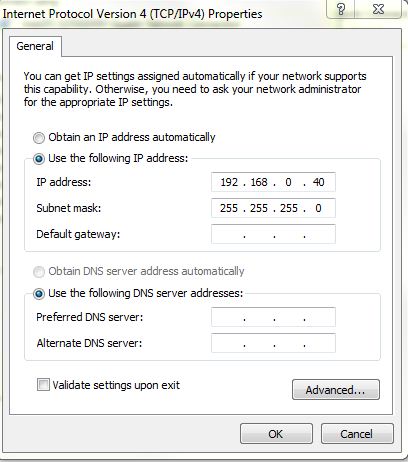 Internet Protocol Version 4 (TCP/IPv4) Properties
?
General
You can get IP settings assigned automatically if your network supports
this capability. Otherwise, you need to ask your network administrator
for the appropriate IP settings.
Obtain an IP address automatically
Use the following IP address:
IP address: 192 . 168 . 0 . 40
Subnet mask: 255 . 255 . 255 . 0
Default gateway: . . .
Obtain DNS server address automatically
Use the following DNS server addresses:
Preferred DNS server: . . .
Alternate DNS server: . . .
Validate settings upon exit
Advanced...
OK Cancel